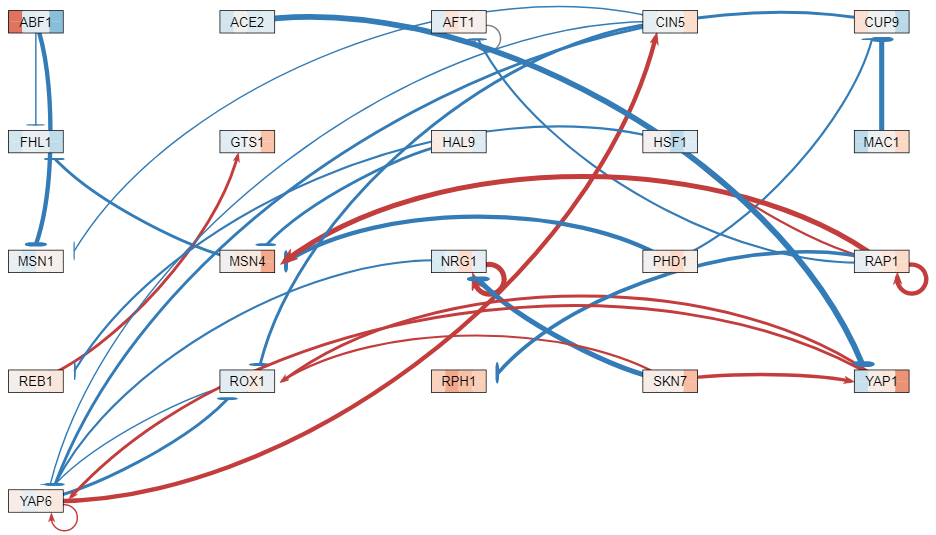 ABF1 ACE2 AFT1 CIN5 CUP9
FHL1 GTS1 HAL9 HSF1 MAC1
MSN1 MSN4 NRG1 PHD1 RAP1
REB1 ROX1 RPH1 SKN7 YAP1
YAP6